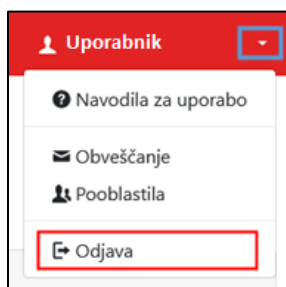 Uporabnik
Navodila za uporabo
Obveščanje
Pooblastila
Odjava